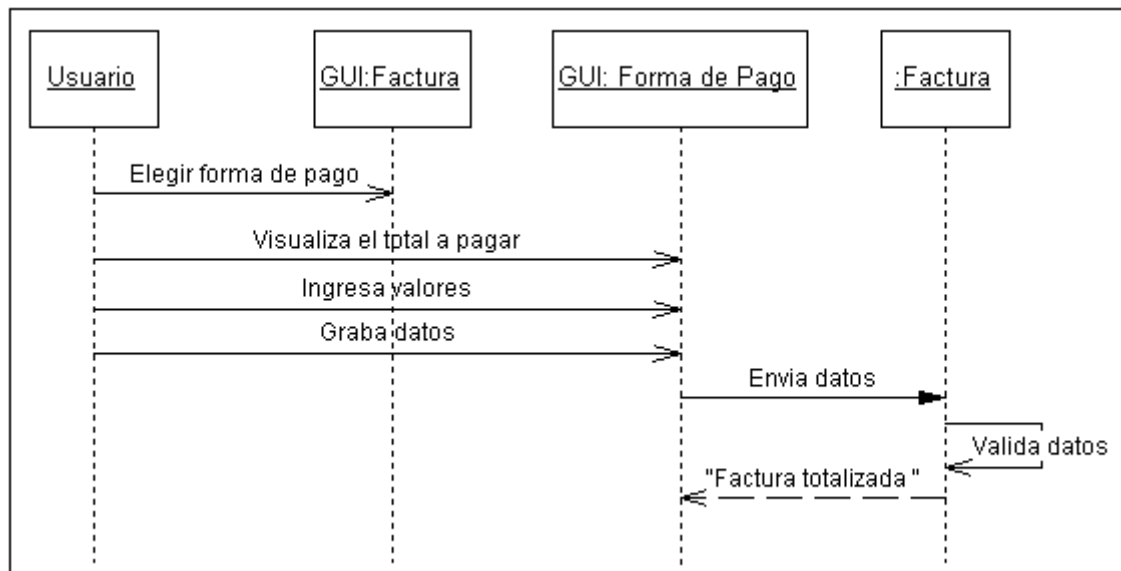 Usuario
GUI:Factura
GUI: Forma de Pago
:Factura
Elegir forma de pago
Visualiza el total a pagar
Ingresa valores
Graba datos
Envia datos
Valida datos
"Factura totalizada "